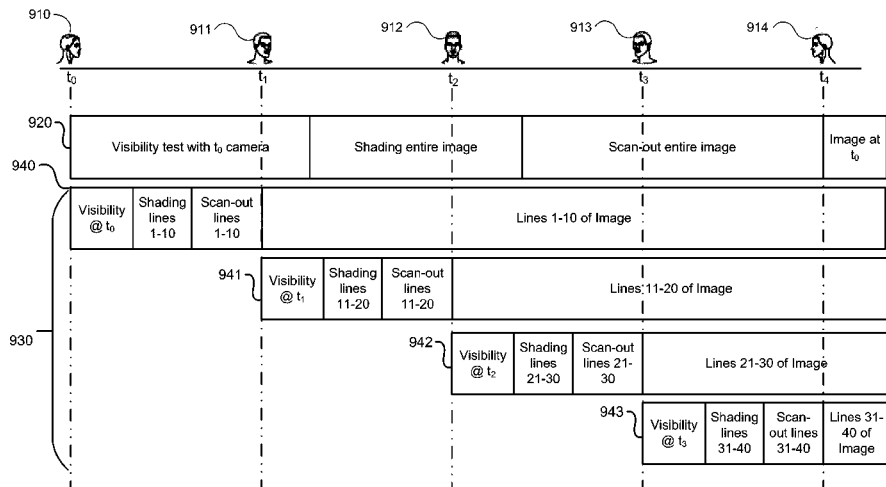 910
911
912
913
914
t0
t1
t2
t3
t4
920
Visibility test with t0 camera
Shading entire image
Scan-out entire image
Image at
t0
940
Visibility
@ t0
Shading
lines
1-10
Scan-out
lines
1-10
Lines 1-10 of Image
941
Visibility
@ t1
Shading
lines
11-20
Scan-out
lines
11-20
Lines 11-20 of Image
930
942
Visibility
@ t2
Shading
lines
21-30
Scan-out
lines 21-
30
Lines 21-30 of Image
943
Visibility
@ t3
Shading
lines
31-40
Scan-
out lines
31-40
Lines 31-
40 of
Image